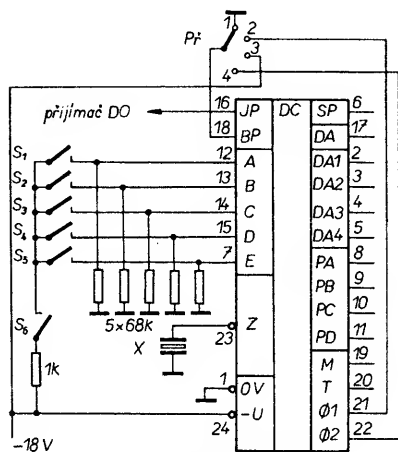 Př
1
2
3
4
přijímač DO
16 JP DC SP 6
18 BP DA 17
S1 12 A DA1 2
S2 13 B DA2 3
S3 14 C DA3 4
S4 15 D DA4 5
S5 7 E PA 8
PB 9
PC 10
PD 11
5×68k
S6
X
23 Z
M 19
1k
T 20
1 0V Ø1 21
24 -U Ø2 22
-18V